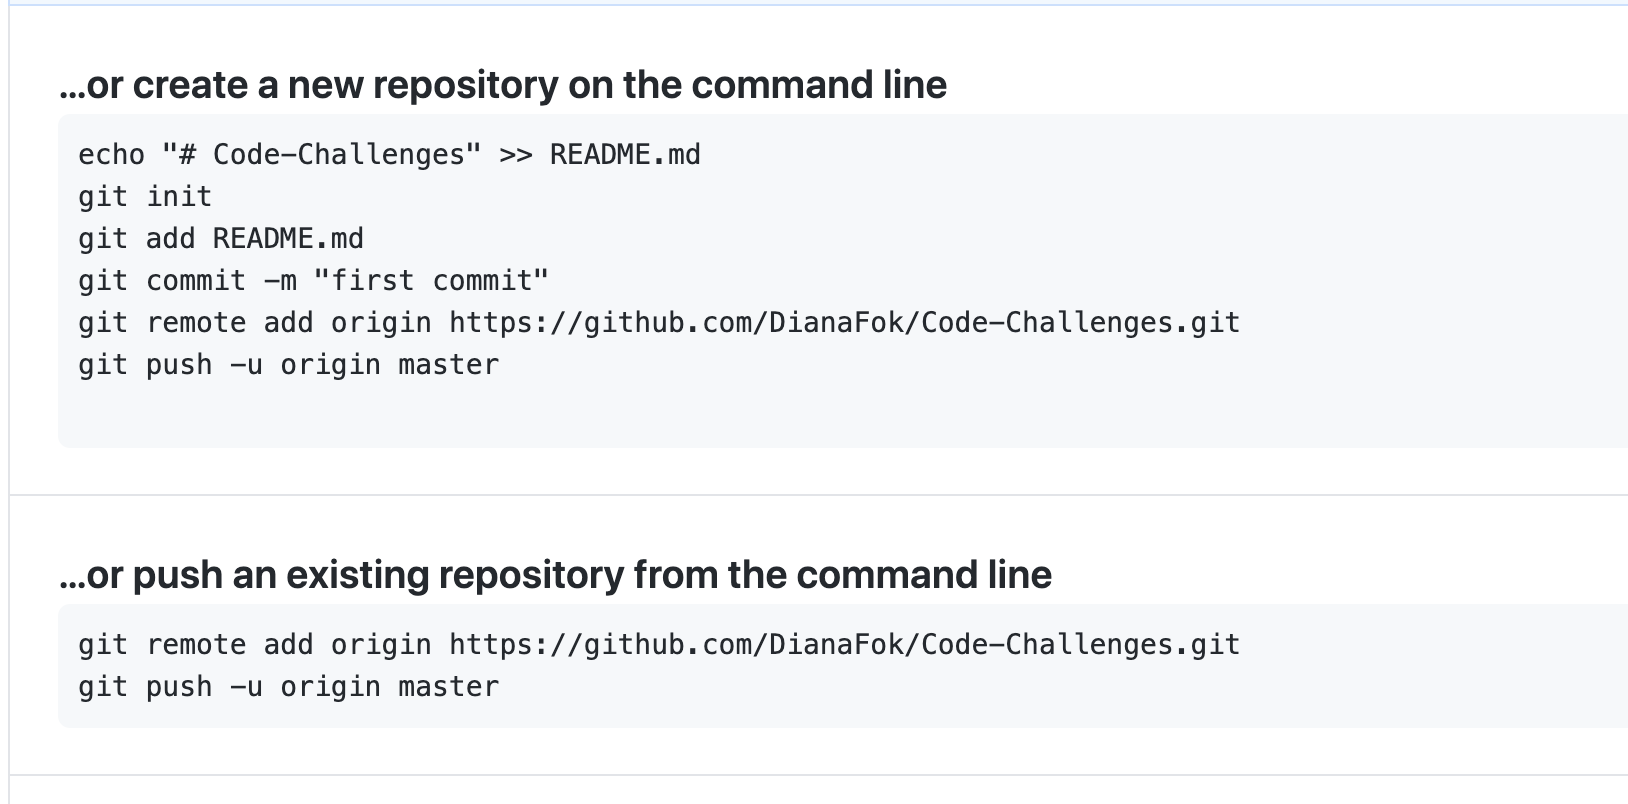 ...or create a new repository on the command line
echo "# Code-Challenges" >> README.md
git init
git add README.md
git commit -m "first commit"
git remote add origin https://github.com/DianaFok/Code-Challenges.git
git push -u origin master
...or push an existing repository from the command line
git remote add origin https://github.com/DianaFok/Code-Challenges.git
git push -u origin master